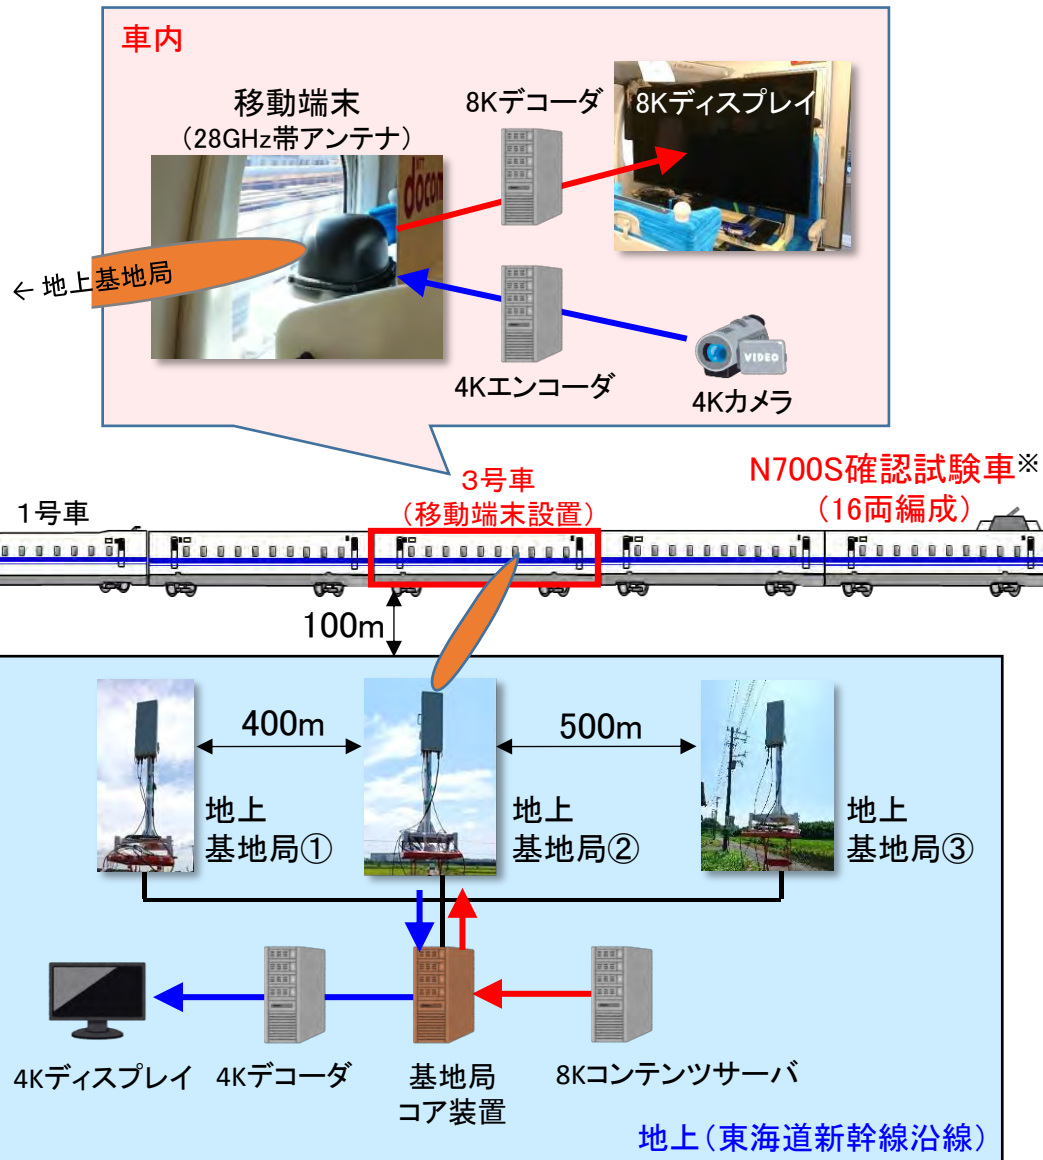 車内
移動端末
（28GHz帯アンテナ）
8Kデコーダ
8Kディスプレイ
docom
← 地上基地局
4Kエンコーダ
VIDEO
4Kカメラ
N700S確認試験車※
（16両編成）
3号車
（移動端末設置）
1号車
100m
400m
500m
地上
基地局①
地上
基地局②
地上
基地局③
4Kディスプレイ
4Kデコーダ
基地局
コア装置
8Kコンテンツサーバ
地上（東海道新幹線沿線）